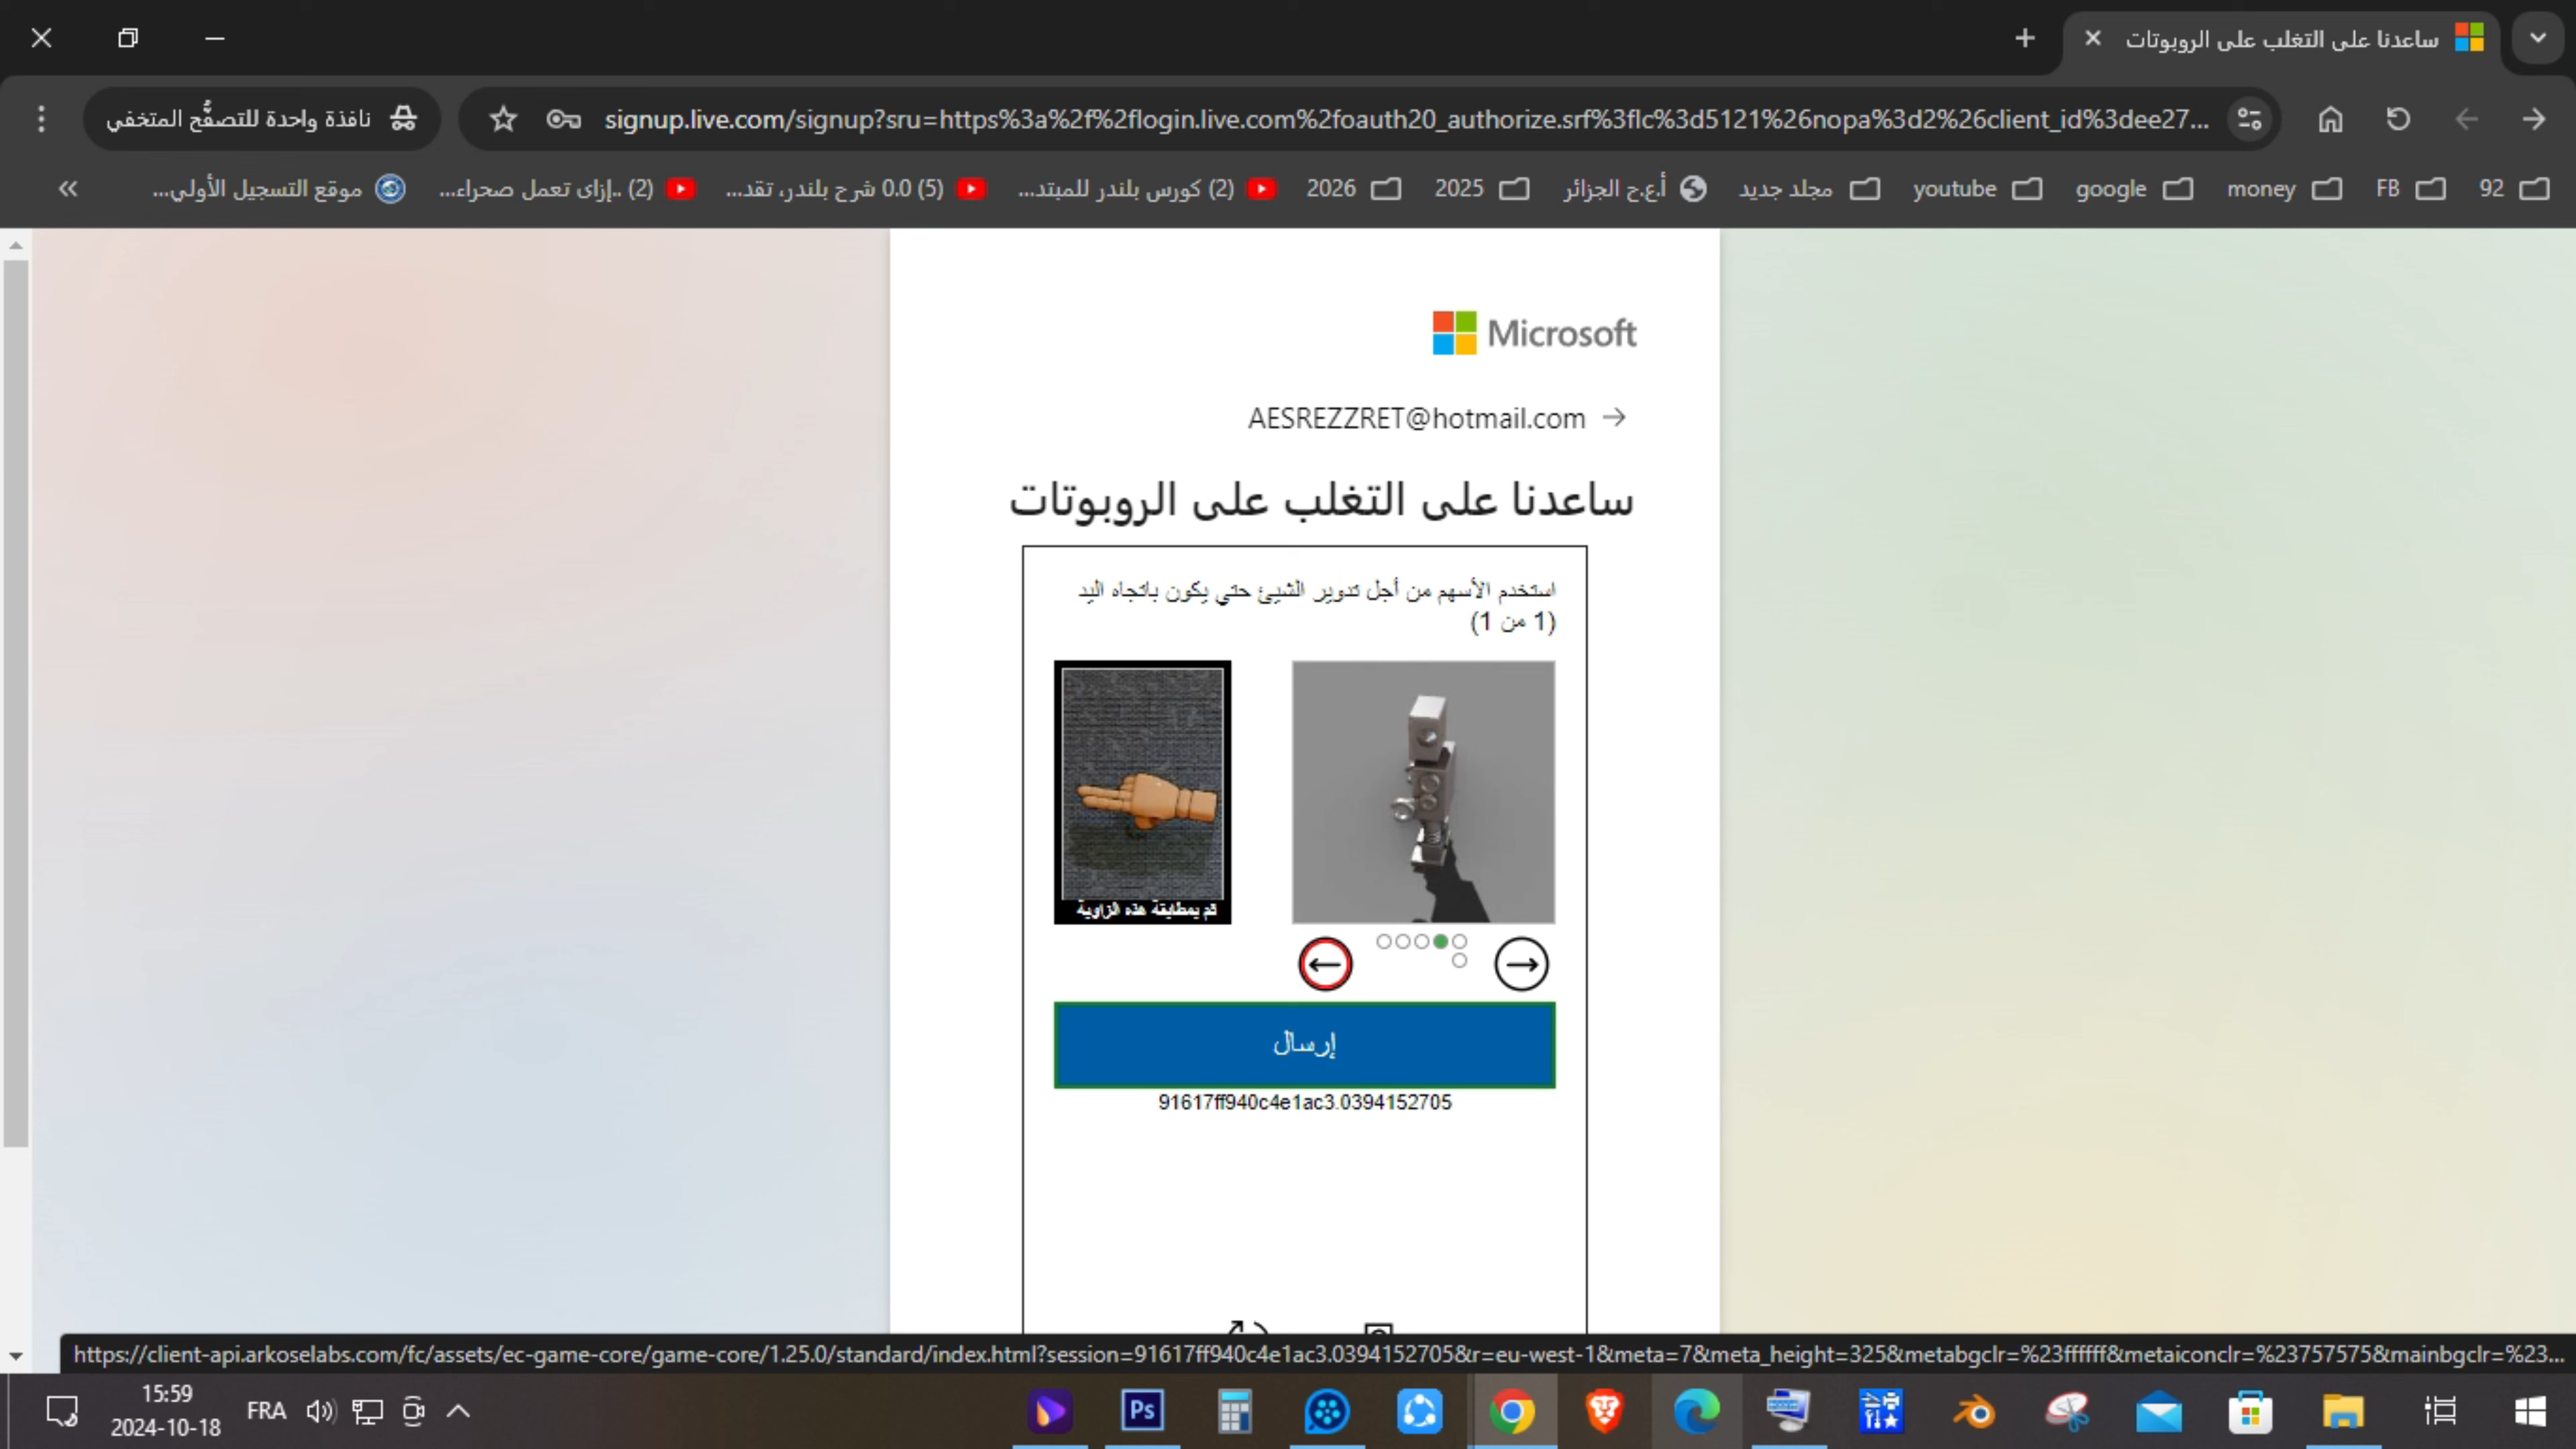 ساعدنا على التغلب على الروبوتات
نافذة واحدة للتصفُّح المتخفي
signup.live.com/signup?sru=https%3a%2f%2flogin.live.com%2foauth20_authorize.srf%3flc%3d5121%26nopa%3d2%26client_id%3dee27...
92
FB
money
google
youtube
مجلد جديد
أ.ع.ح الجزائر
2025
2026
(2) كورس بلندر للمبتد...
(5) 0.0 شرح بلندر، تقد...
(2) ..إزاى تعمل صحراء...
موقع التسجيل الأولي...
Microsoft
AESREZZRET@hotmail.com
ساعدنا على التغلب على الروبوتات
استخدم الأسهم من أجل تدوير الشيئ حتي يكون باتجاه اليد
(1 من 1)
قم بمطابقة هذه الزاوية
إرسال
91617ff940c4e1ac3.0394152705
https://client-api.arkoselabs.com/fc/assets/ec-game-core/game-core/1.25.0/standard/index.html?session=91617ff940c4e1ac3.0394152705&r=eu-west-1&meta=7&meta_height=325&metabgclr=%23ffffff&metaiconclr=%23757575&mainbgclr=%23...
15:59
2024-10-18
FRA
Ps